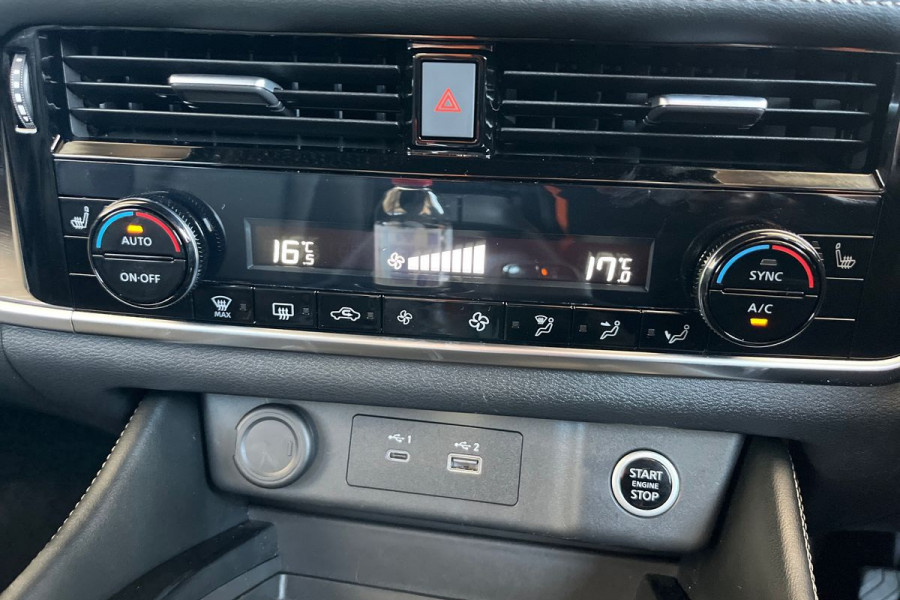 AUTO
ON·OFF
16.5°C
17.0°C
SYNC
A/C
MAX
1
2
START
ENGINE
STOP